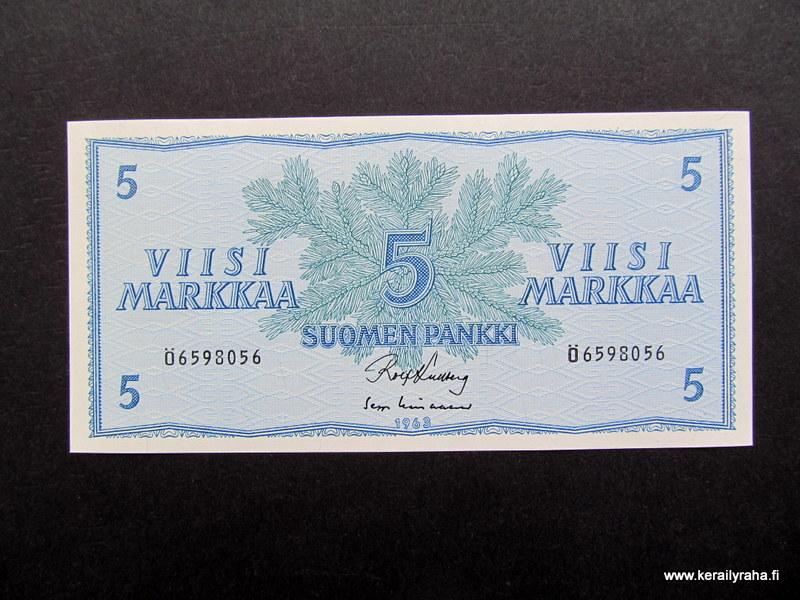 5
5
VIISI
MARKKAA
5
VIISI
MARKKAA
SUOMEN PANKKI
Ö6598056
Ö6598056
5
5
1963
www.kerailyraha.fi